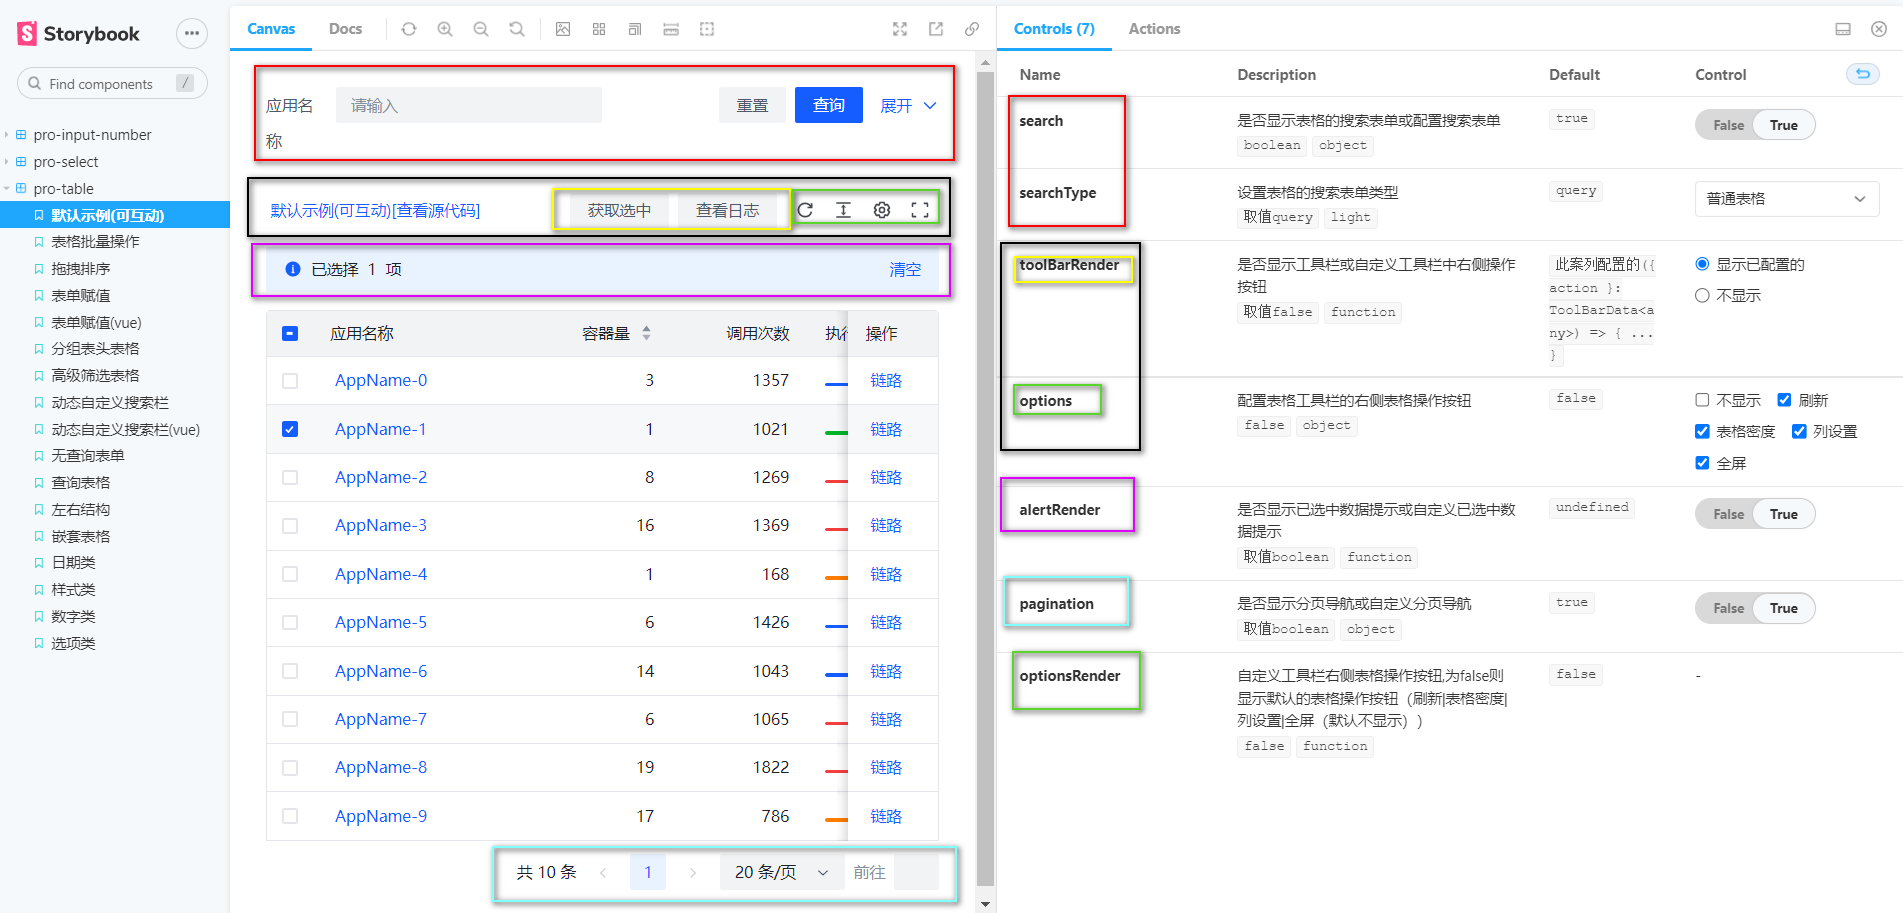 Storybook
Find components
/
pro-input-number
pro-select
pro-table
默认示例(可互动)
表格批量操作
拖拽排序
表单赋值
表单赋值(vue)
分组表头表格
高级筛选表格
动态自定义搜索栏
动态自定义搜索栏(vue)
无查询表单
查询表格
左右结构
嵌套表格
日期类
样式类
数字类
选项类
Canvas
Docs
应用名
称
请输入
重置
查询
展开
默认示例(可互动)[查看源代码]
获取选中
查看日志
已选择 1 项
清空
应用名称 容器量 调用次数 执行 操作
AppName-0 3 1357 链路
AppName-1 1 1021 链路
AppName-2 8 1269 链路
AppName-3 16 1369 链路
AppName-4 1 168 链路
AppName-5 6 1426 链路
AppName-6 14 1043 链路
AppName-7 6 1065 链路
AppName-8 19 1822 链路
AppName-9 17 786 链路
共 10 条
1
20 条/页
前往
Controls (7)
Actions
Name Description Default Control
search
是否显示表格的搜索表单或配置搜索表单
boolean object
true
False True
searchType
设置表格的搜索表单类型
取值query light
query
普通表格
toolBarRender
是否显示工具栏或自定义工具栏中右侧操作
按钮
取值false function
此案列配置的({
action }:
ToolBarData<a
ny>) => { ...
}
显示已配置的
不显示
options
配置表格工具栏的右侧表格操作按钮
false object
false
不显示 刷新
表格密度 列设置
全屏
alertRender
是否显示已选中数据提示或自定义已选中数
据提示
取值boolean function
undefined
False True
pagination
是否显示分页导航或自定义分页导航
取值boolean object
true
False True
optionsRender
自定义工具栏右侧表格操作按钮,为false则
显示默认的表格操作按钮（刷新|表格密度|
列设置|全屏（默认不显示））
false function
false
-